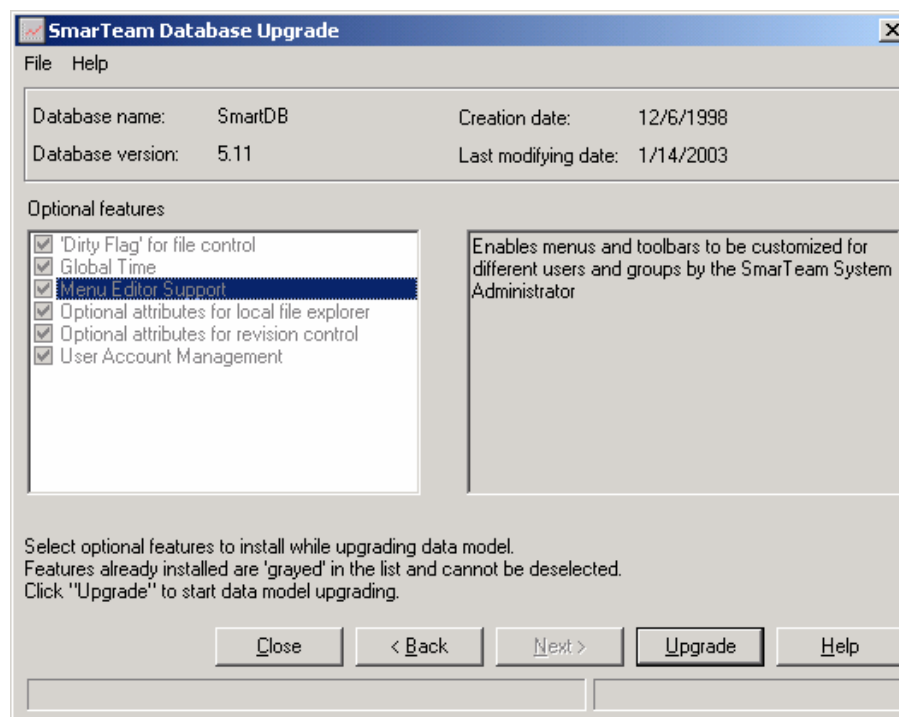 SmarTeam Database Upgrade
File Help
Database name: SmartDB Creation date: 12/6/1998
Database version: 5.11 Last modifying date: 1/14/2003
Optional features
'Dirty Flag' for file control
Global Time
Menu Editor Support
Optional attributes for local file explorer
Optional attributes for revision control
User Account Management
Enables menus and toolbars to be customized for
different users and groups by the SmarTeam System
Administrator
Select optional features to install while upgrading data model.
Features already installed are 'grayed' in the list and cannot be deselected.
Click "Upgrade" to start data model upgrading.
Close < Back Next > Upgrade Help